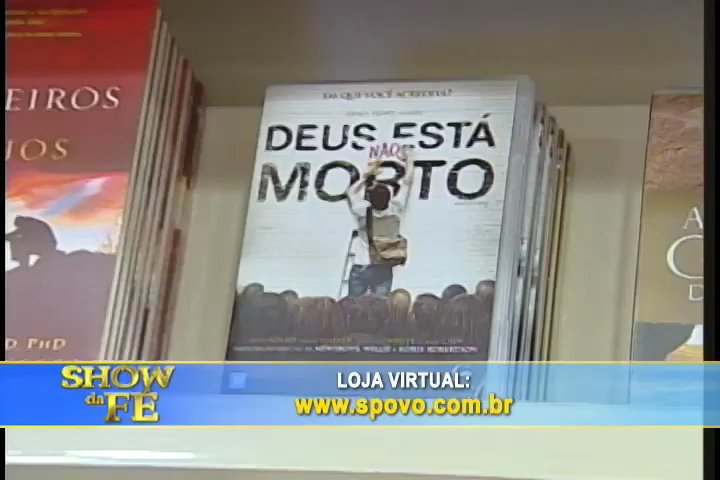 EIROS
JOS
D PHD
EM QUE VOCÊ ACREDITA?
DEUS ESTÁ
NÃO
MORTO
A
C
D
SHOW
da
FÉ
LOJA VIRTUAL:
www.spovo.com.br